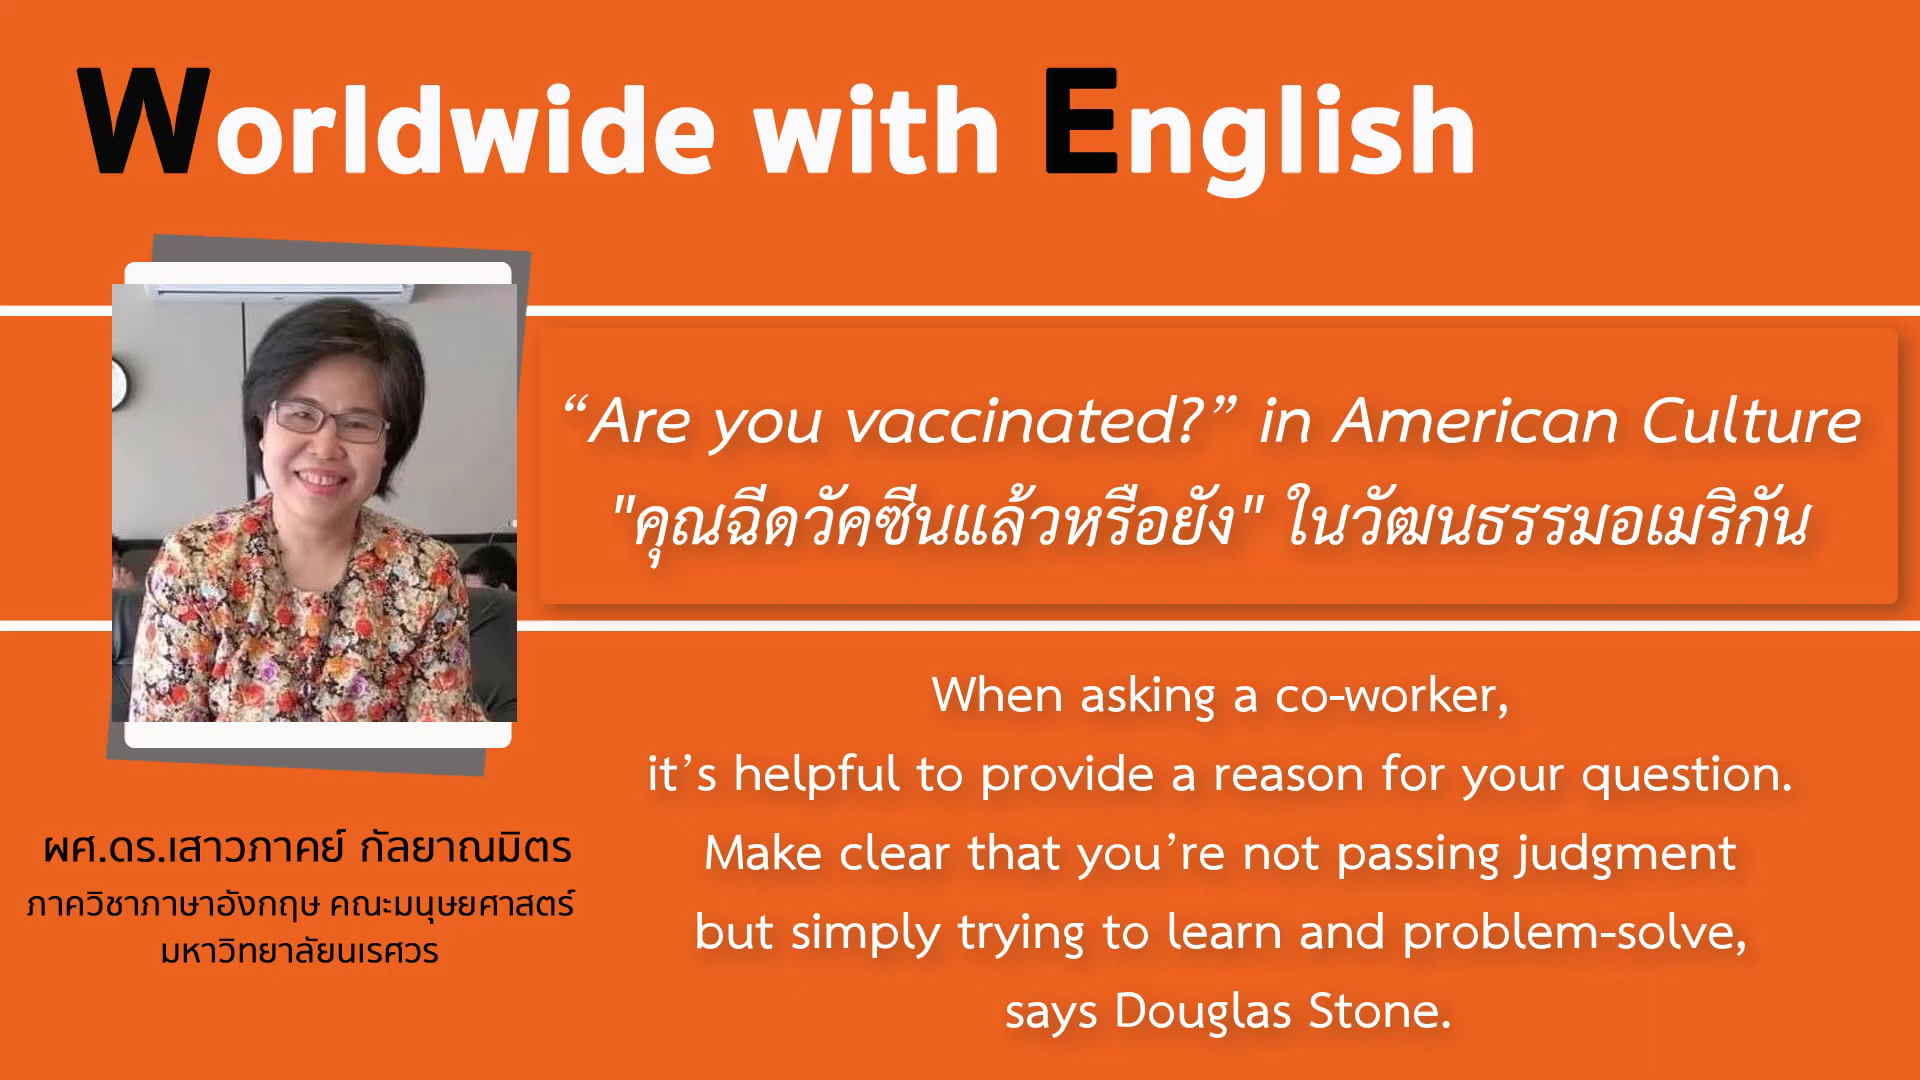 Worldwide with English
“Are you vaccinated?” in American Culture
"คุณฉีดวัคซีนแล้วหรือยัง" ในวัฒนธรรมอเมริกัน
When asking a co-worker,
it’s helpful to provide a reason for your question.
Make clear that you’re not passing judgment
but simply trying to learn and problem-solve,
says Douglas Stone.
ผศ.ดร.เสาวภาคย์ กัลยาณมิตร
ภาควิชาภาษาอังกฤษ คณะมนุษยศาสตร์
มหาวิทยาลัยนเรศวร